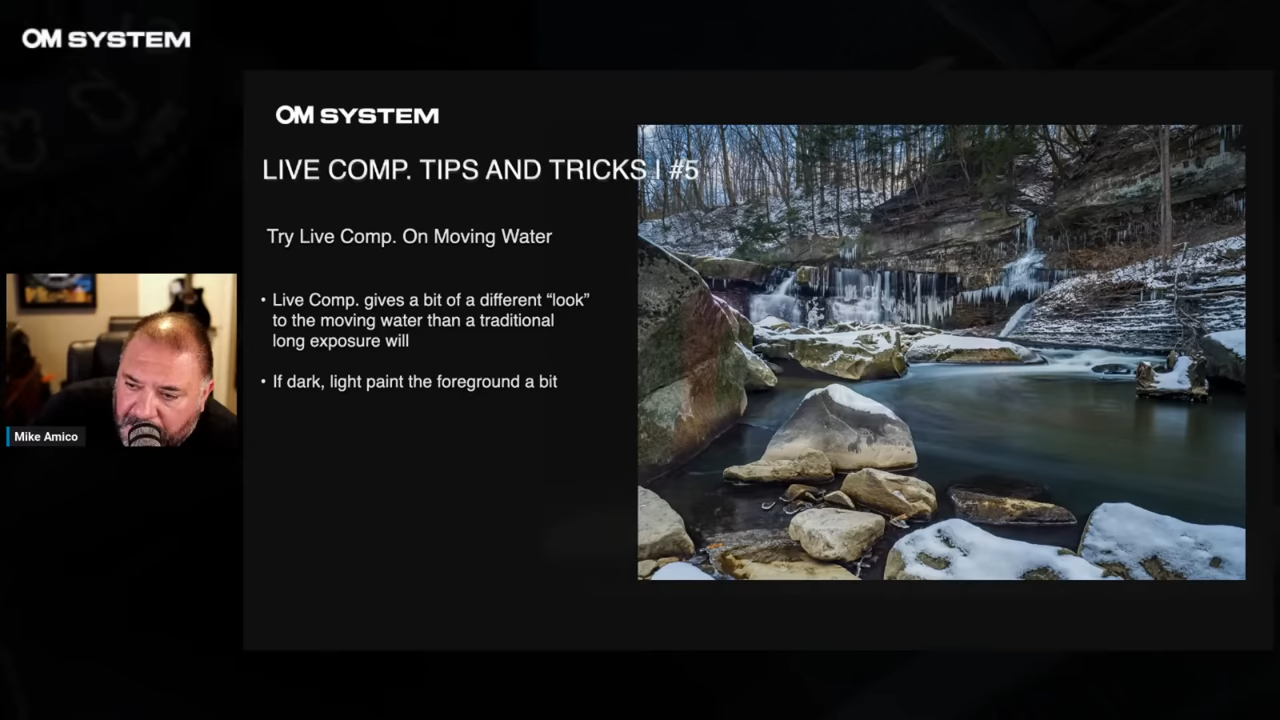 OM SYSTEM
OM SYSTEM
LIVE COMP. TIPS AND TRICKS | #5
Try Live Comp. On Moving Water
• Live Comp. gives a bit of a different “look”
to the moving water than a traditional
long exposure will
• If dark, light paint the foreground a bit
Mike Amico